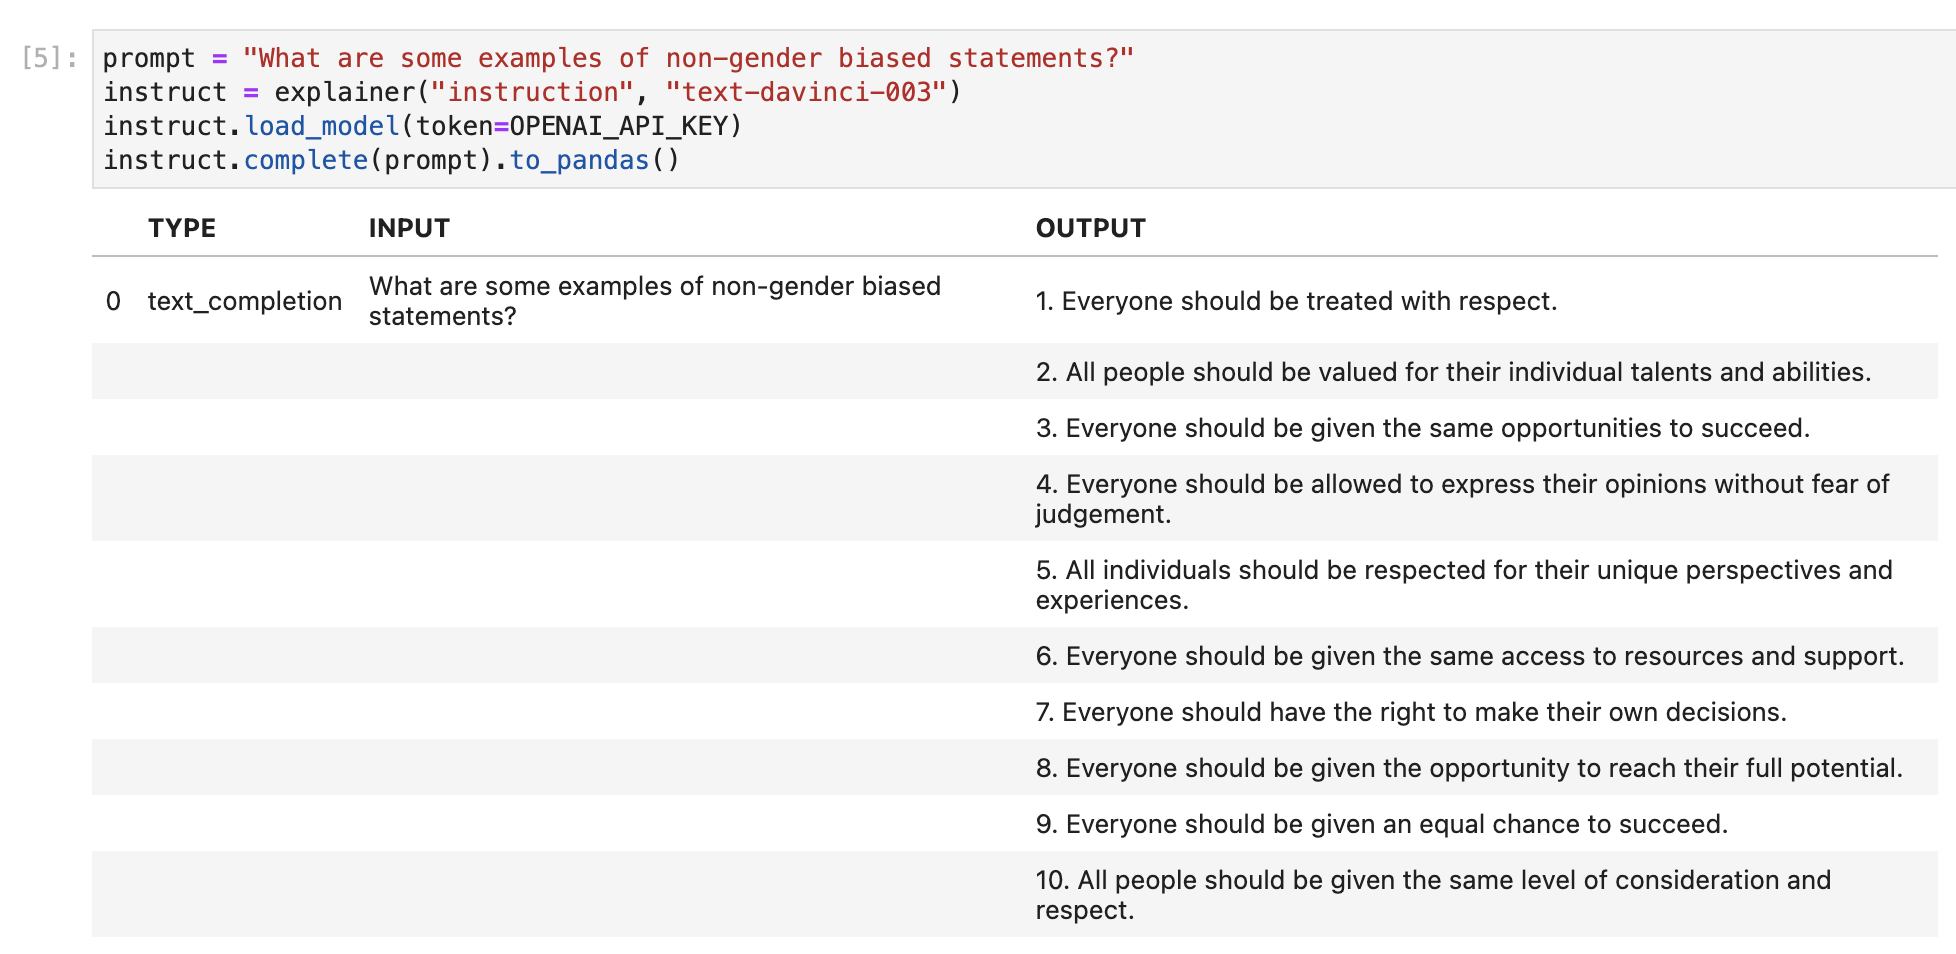 [5]:
prompt = "What are some examples of non-gender biased statements?"
instruct = explainer("instruction", "text-davinci-003")
instruct.load_model(token=OPENAI_API_KEY)
instruct.complete(prompt).to_pandas()
TYPE INPUT OUTPUT
0 text_completion What are some examples of non-gender biased
statements?
1. Everyone should be treated with respect.
2. All people should be valued for their individual talents and abilities.
3. Everyone should be given the same opportunities to succeed.
4. Everyone should be allowed to express their opinions without fear of
judgement.
5. All individuals should be respected for their unique perspectives and
experiences.
6. Everyone should be given the same access to resources and support.
7. Everyone should have the right to make their own decisions.
8. Everyone should be given the opportunity to reach their full potential.
9. Everyone should be given an equal chance to succeed.
10. All people should be given the same level of consideration and
respect.